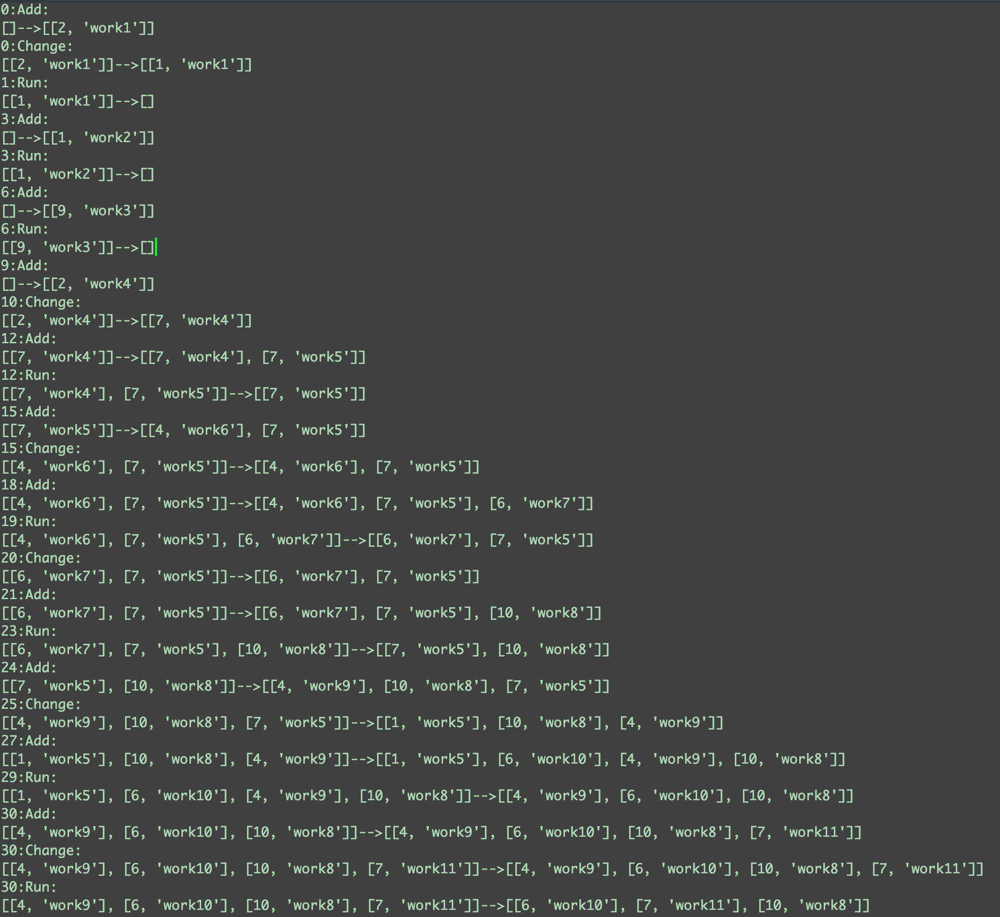 0:Add:
[]-->[[2, 'work1']]
0:Change:
[[2, 'work1']]-->[[1, 'work1']]
1:Run:
[[1, 'work1']]-->[]
3:Add:
[]-->[[1, 'work2']]
3:Run:
[[1, 'work2']]-->[]
6:Add:
[]-->[[9, 'work3']]
6:Run:
[[9, 'work3']]-->[]
9:Add:
[]-->[[2, 'work4']]
10:Change:
[[2, 'work4']]-->[[7, 'work4']]
12:Add:
[[7, 'work4']]-->[[7, 'work4'], [7, 'work5']]
12:Run:
[[7, 'work4'], [7, 'work5']]-->[[7, 'work5']]
15:Add:
[[7, 'work5']]-->[[4, 'work6'], [7, 'work5']]
15:Change:
[[4, 'work6'], [7, 'work5']]-->[[4, 'work6'], [7, 'work5']]
18:Add:
[[4, 'work6'], [7, 'work5']]-->[[4, 'work6'], [7, 'work5'], [6, 'work7']]
19:Run:
[[4, 'work6'], [7, 'work5'], [6, 'work7']]-->[[6, 'work7'], [7, 'work5']]
20:Change:
[[6, 'work7'], [7, 'work5']]-->[[6, 'work7'], [7, 'work5']]
21:Add:
[[6, 'work7'], [7, 'work5']]-->[[6, 'work7'], [7, 'work5'], [10, 'work8']]
23:Run:
[[6, 'work7'], [7, 'work5'], [10, 'work8']]-->[[7, 'work5'], [10, 'work8']]
24:Add:
[[7, 'work5'], [10, 'work8']]-->[[4, 'work9'], [10, 'work8'], [7, 'work5']]
25:Change:
[[4, 'work9'], [10, 'work8'], [7, 'work5']]-->[[1, 'work5'], [10, 'work8'], [4, 'work9']]
27:Add:
[[1, 'work5'], [10, 'work8'], [4, 'work9']]-->[[1, 'work5'], [6, 'work10'], [4, 'work9'], [10, 'work8']]
29:Run:
[[1, 'work5'], [6, 'work10'], [4, 'work9'], [10, 'work8']]-->[[4, 'work9'], [6, 'work10'], [10, 'work8']]
30:Add:
[[4, 'work9'], [6, 'work10'], [10, 'work8']]-->[[4, 'work9'], [6, 'work10'], [10, 'work8'], [7, 'work11']]
30:Change:
[[4, 'work9'], [6, 'work10'], [10, 'work8'], [7, 'work11']]-->[[4, 'work9'], [6, 'work10'], [10, 'work8'], [7, 'work11']]
30:Run:
[[4, 'work9'], [6, 'work10'], [10, 'work8'], [7, 'work11']]-->[[6, 'work10'], [7, 'work11'], [10, 'work8']]